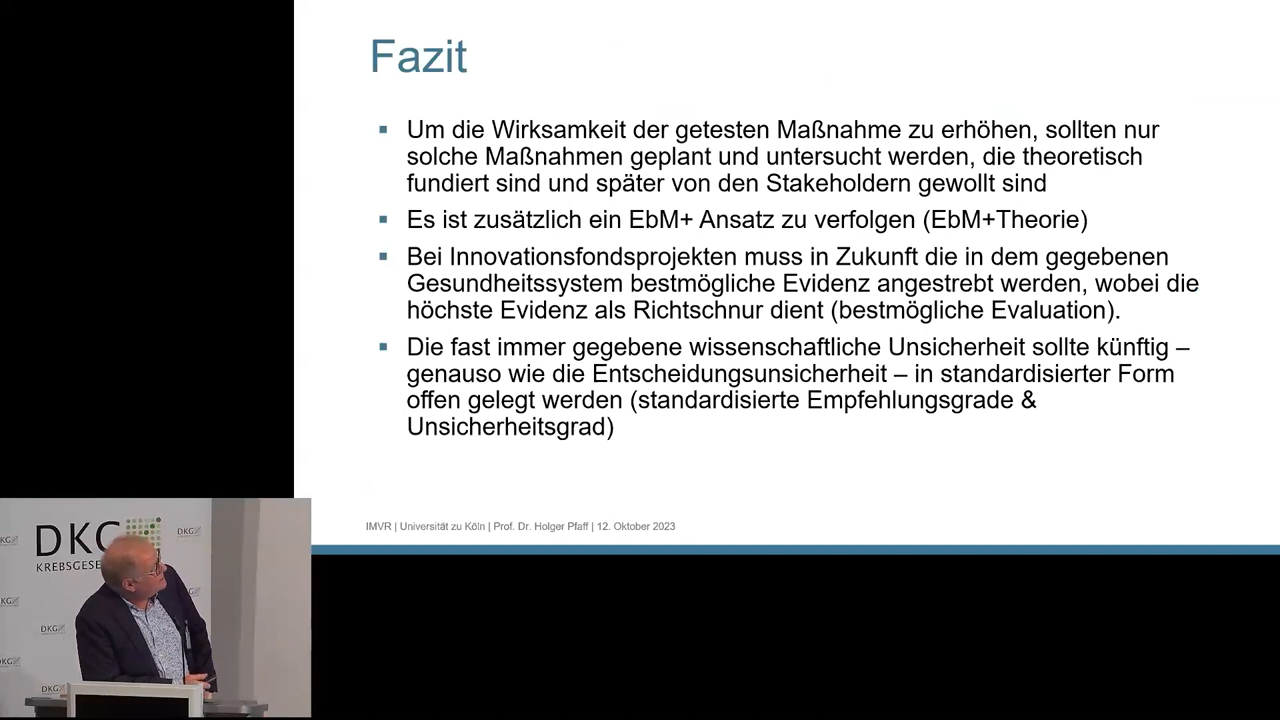 Fazit
Um die Wirksamkeit der getesten Maßnahme zu erhöhen, sollten nur
solche Maßnahmen geplant und untersucht werden, die theoretisch
fundiert sind und später von den Stakeholdern gewollt sind
Es ist zusätzlich ein EbM+ Ansatz zu verfolgen (EbM+Theorie)
Bei Innovationsfondsprojekten muss in Zukunft die in dem gegebenen
Gesundheitssystem bestmögliche Evidenz angestrebt werden, wobei die
höchste Evidenz als Richtschnur dient (bestmögliche Evaluation).
Die fast immer gegebene wissenschaftliche Unsicherheit sollte künftig –
genauso wie die Entscheidungsunsicherheit – in standardisierter Form
offen gelegt werden (standardisierte Empfehlungsgrade &
Unsicherheitsgrad)
IMVR | Universität zu Köln | Prof. Dr. Holger Pfaff | 12. Oktober 2023
DKG
KREBSGESE
DKG
DKG
DKG
DKG
DKG